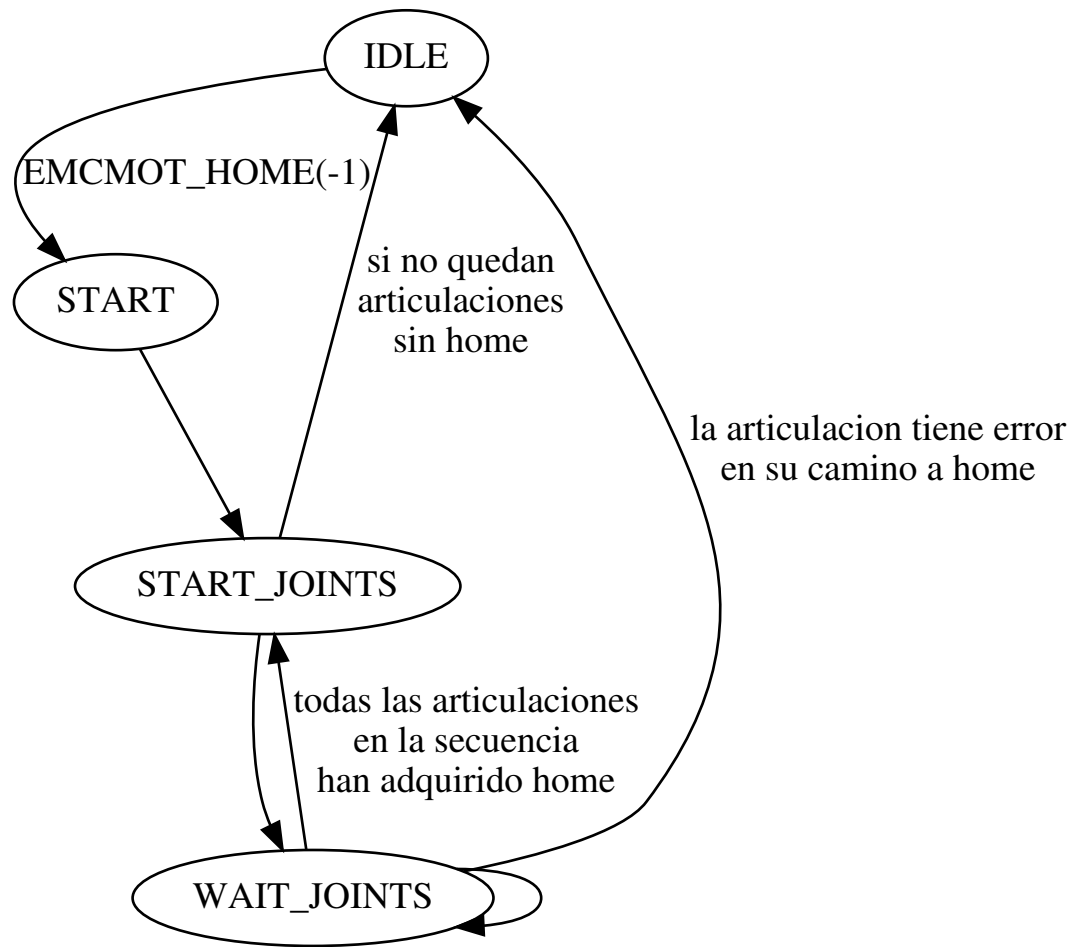 IDLE
EMCMOT_HOME(-1)
si no quedan
articulaciones
sin home
START
la articulacion tiene error
en su camino a home
START_JOINTS
todas las articulaciones
en la secuencia
han adquirido home
WAIT_JOINTS